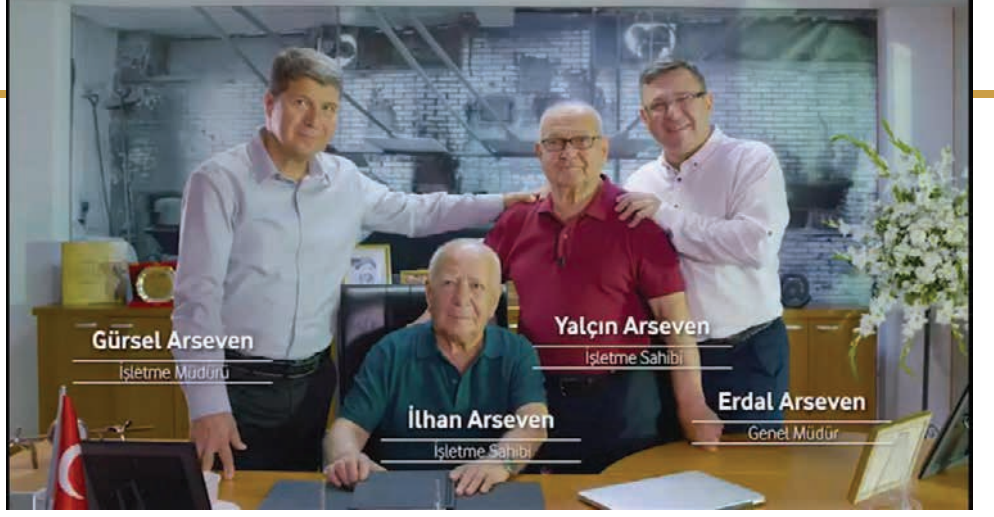 Gürsel Arseven
İşletme Müdürü
İlhan Arseven
İşletme Sahibi
Yalçın Arseven
İşletme Sahibi
Erdal Arseven
Genel Müdür